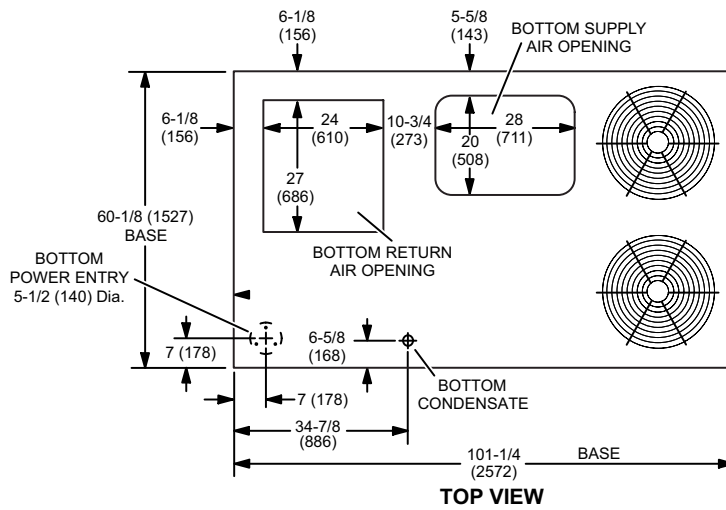 6-1/8
(156)
5-5/8
(143)
BOTTOM SUPPLY
AIR OPENING
6-1/8
(156)
24
(610)
10-3/4
(273)
28
(711)
20
(508)
27
(686)
60-1/8 (1527)
BASE
BOTTOM RETURN
AIR OPENING
BOTTOM
POWER ENTRY
5-1/2 (140) Dia.
7 (178)
6-5/8
(168)
BOTTOM
CONDENSATE
7 (178)
34-7/8
(886)
101-1/4
(2572)
BASE
TOP VIEW